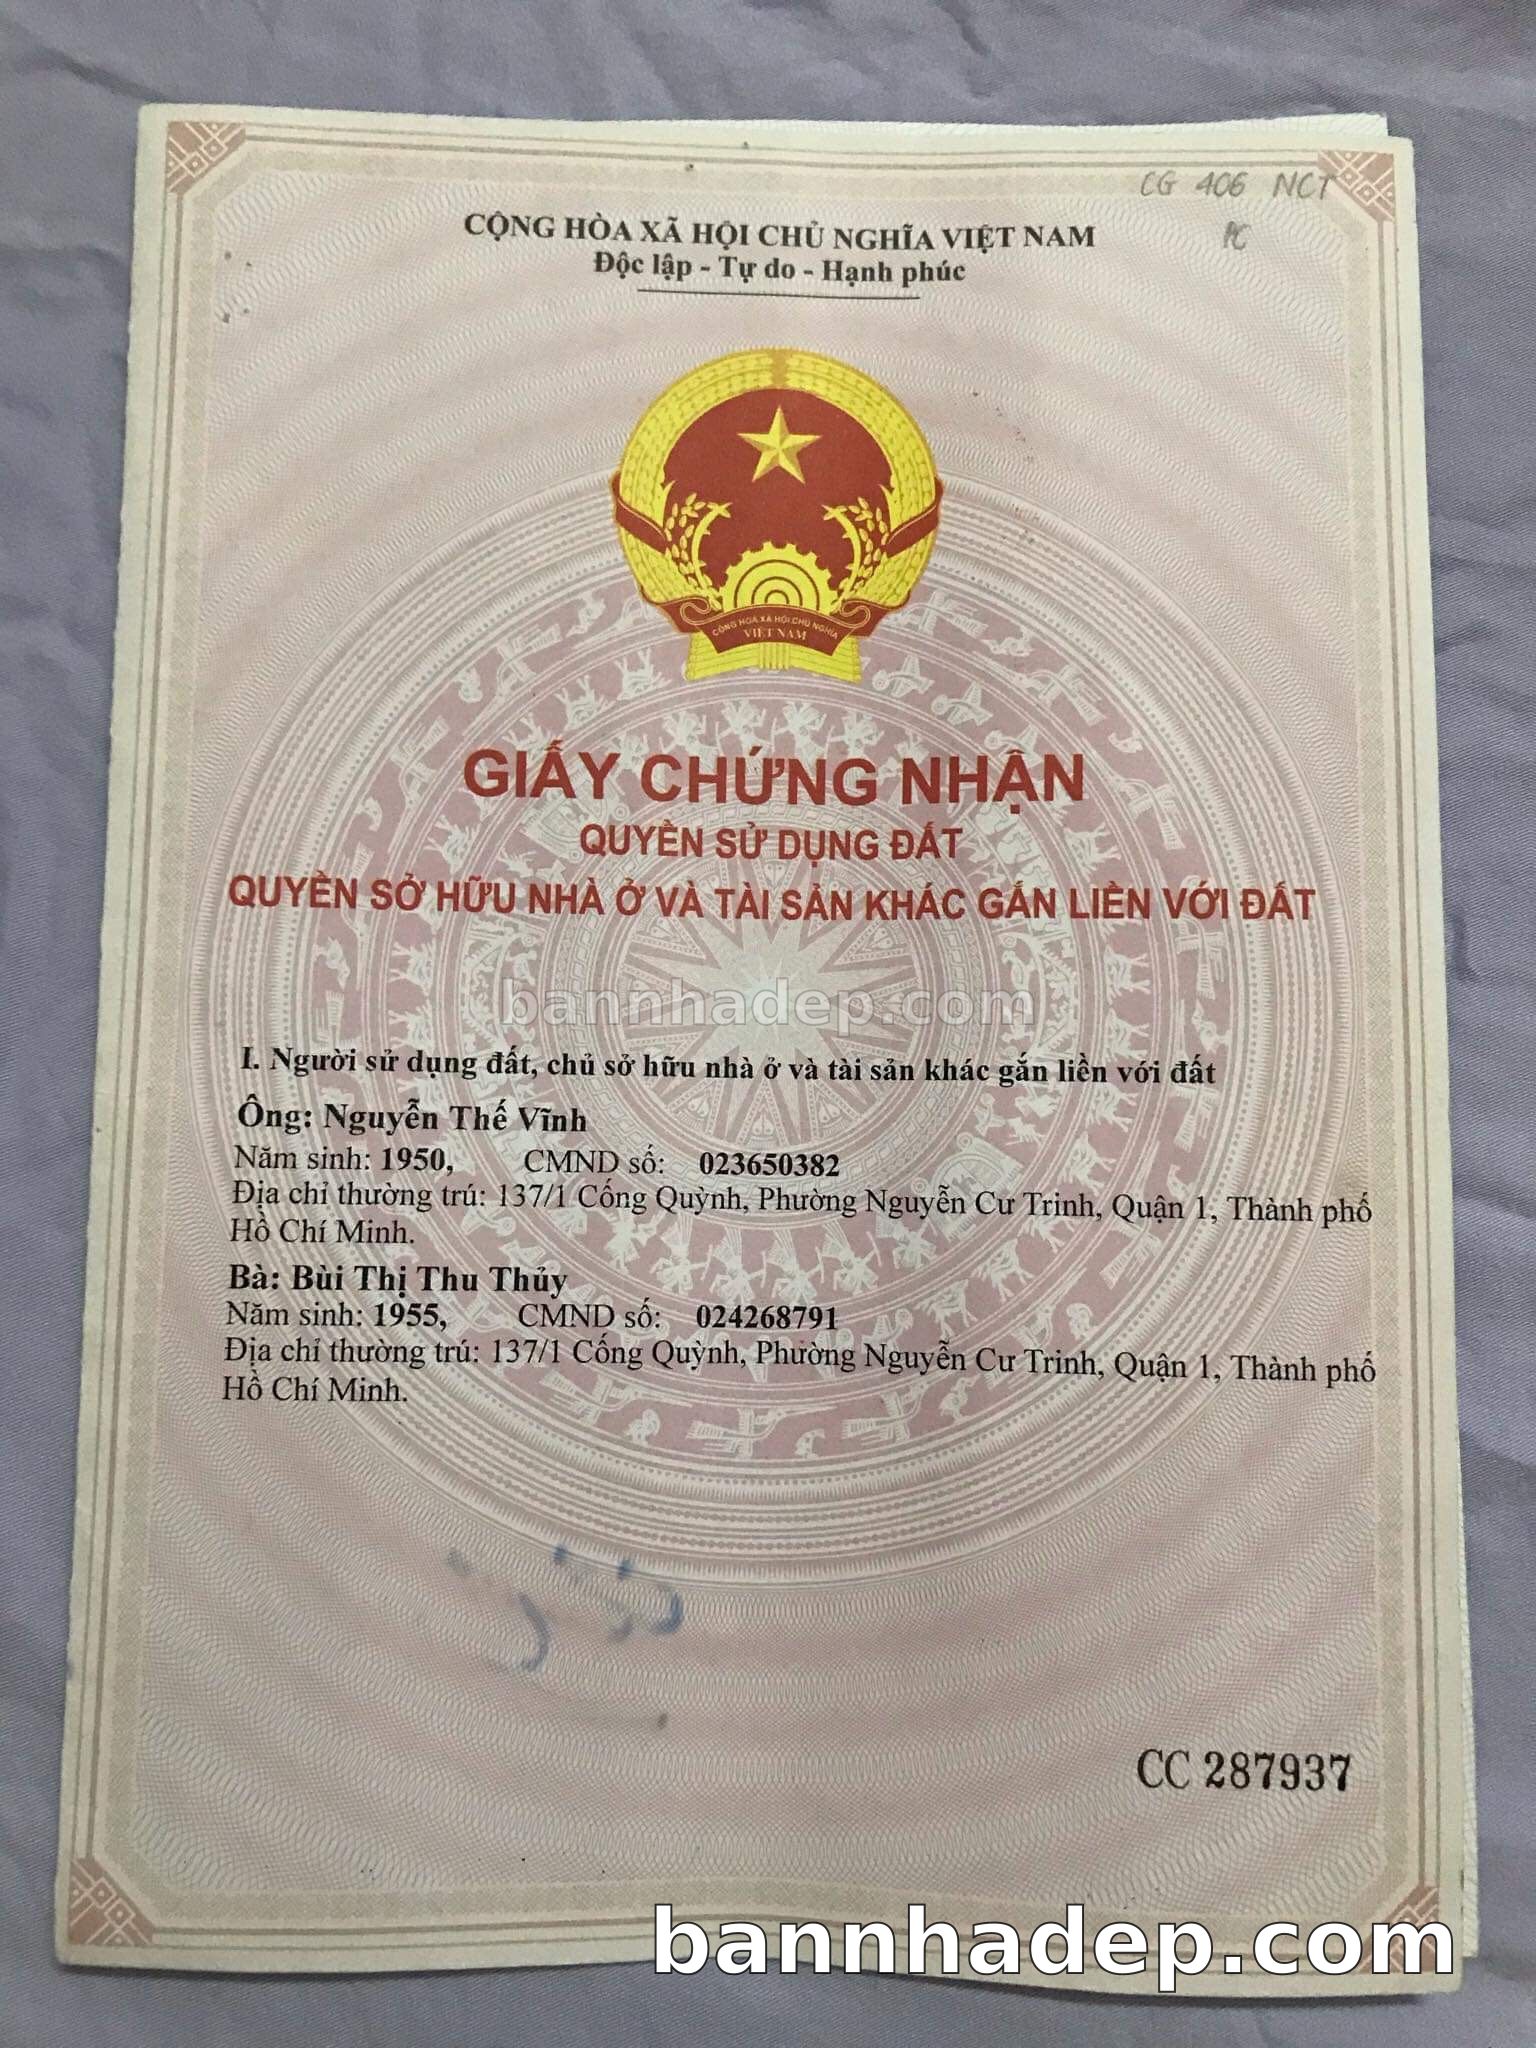 CG 406 NCT
PC
CỘNG HÒA XÃ HỘI CHỦ NGHĨA VIỆT NAM
Độc lập - Tự do - Hạnh phúc
CỘNG HOÀ XÃ HỘI CHỦ NGHĨA
VIỆT NAM
GIẤY CHỨNG NHẬN
QUYỀN SỬ DỤNG ĐẤT
QUYỀN SỞ HỮU NHÀ Ở VÀ TÀI SẢN KHÁC GẮN LIỀN VỚI ĐẤT
bannhadep.com
I. Người sử dụng đất, chủ sở hữu nhà ở và tài sản khác gắn liền với đất
Ông: Nguyễn Thế Vĩnh
Năm sinh: 1950, CMND số: 023650382
Địa chỉ thường trú: 137/1 Cống Quỳnh, Phường Nguyễn Cư Trinh, Quận 1, Thành phố
Hồ Chí Minh.
Bà: Bùi Thị Thu Thủy
Năm sinh: 1955, CMND số: 024268791
Địa chỉ thường trú: 137/1 Cống Quỳnh, Phường Nguyễn Cư Trinh, Quận 1, Thành phố
Hồ Chí Minh.
CC 287937
bannhadep.com